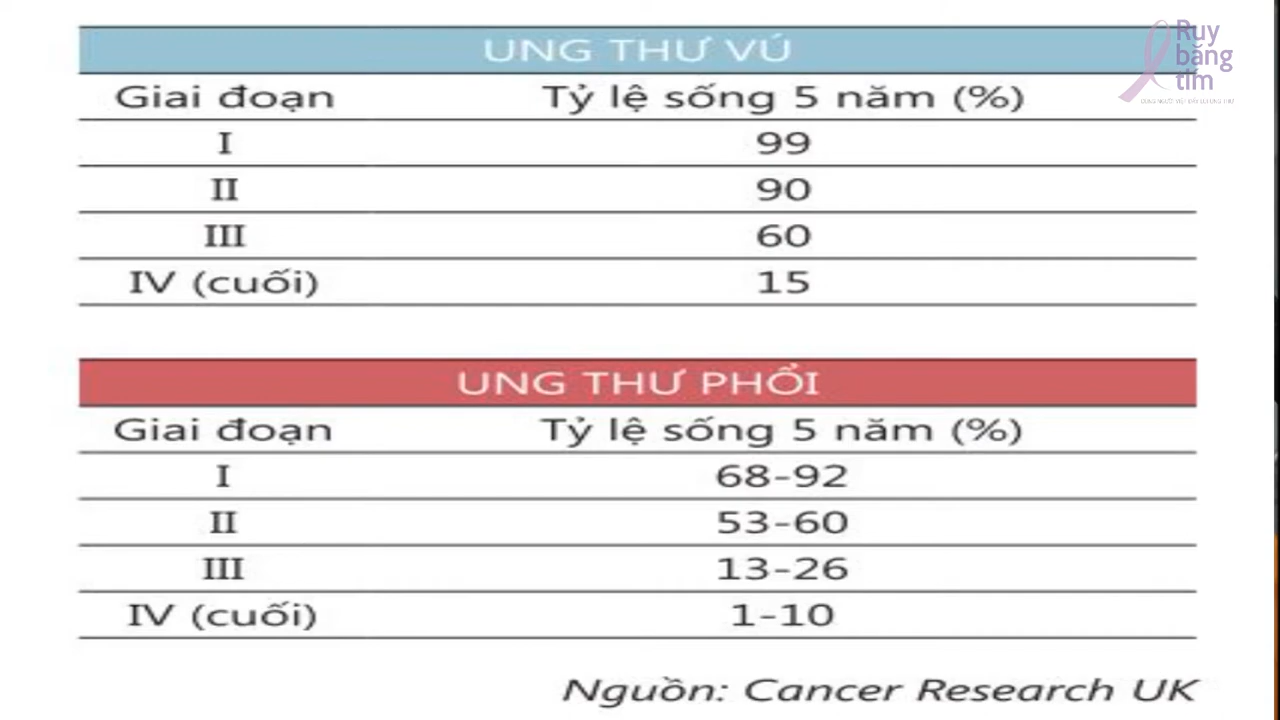 Ruy
băng
tím
UNG THƯ VÚ
Giai đoạn Tỷ lệ sống 5 năm (%)
I 99
II 90
III 60
IV (cuối) 15
UNG THƯ PHỔI
Giai đoạn Tỷ lệ sống 5 năm (%)
I 68-92
II 53-60
III 13-26
IV (cuối) 1-10
Nguồn: Cancer Research UK